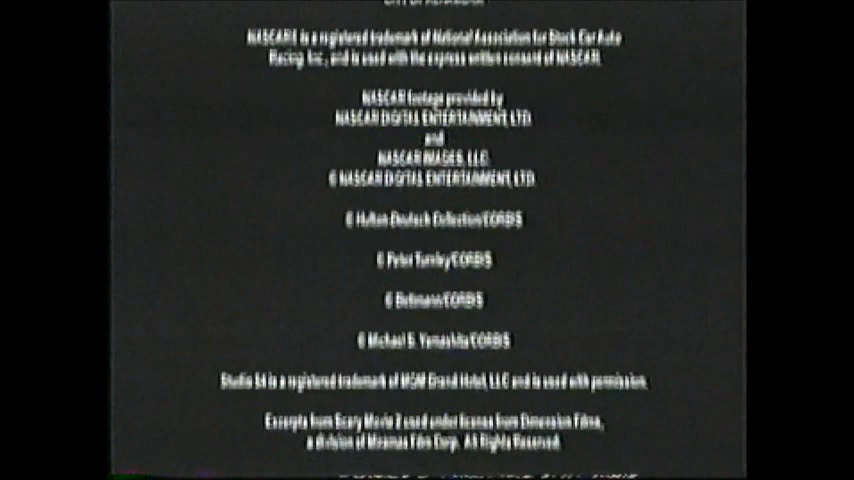 NASCAR® is a registered trademark of National Association for Stock Car Auto
Racing, Inc., and is used with the express written consent of NASCAR.
NASCAR footage provided by
NASCAR DIGITAL ENTERTAINMENT, LTD.
and
NASCAR IMAGES, LLC.
© NASCAR DIGITAL ENTERTAINMENT, LTD.
© Hulton-Deutsch Collection/CORBIS
© Peter Turnley/CORBIS
© Bettmann/CORBIS
© Michael S. Yamashita/CORBIS
Studio 54 is a registered trademark of MGM Grand Hotel, LLC and is used with permission.
Excerpts from Scary Movie 2 used under license from Dimension Films,
a division of Miramax Film Corp. All Rights Reserved.